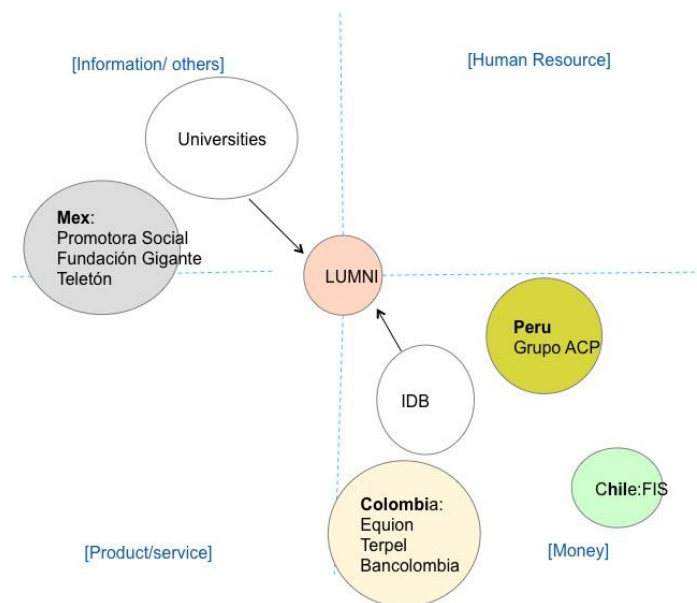 [Information/ others]
[Human Resource]
Universities
Mex:
Promotora Social
Fundación Gigante
Teletón
LUMNI
Peru
Grupo ACP
IDB
Chile:FIS
Colombia:
Equion
Terpel
Bancolombia
[Product/service]
[Money]